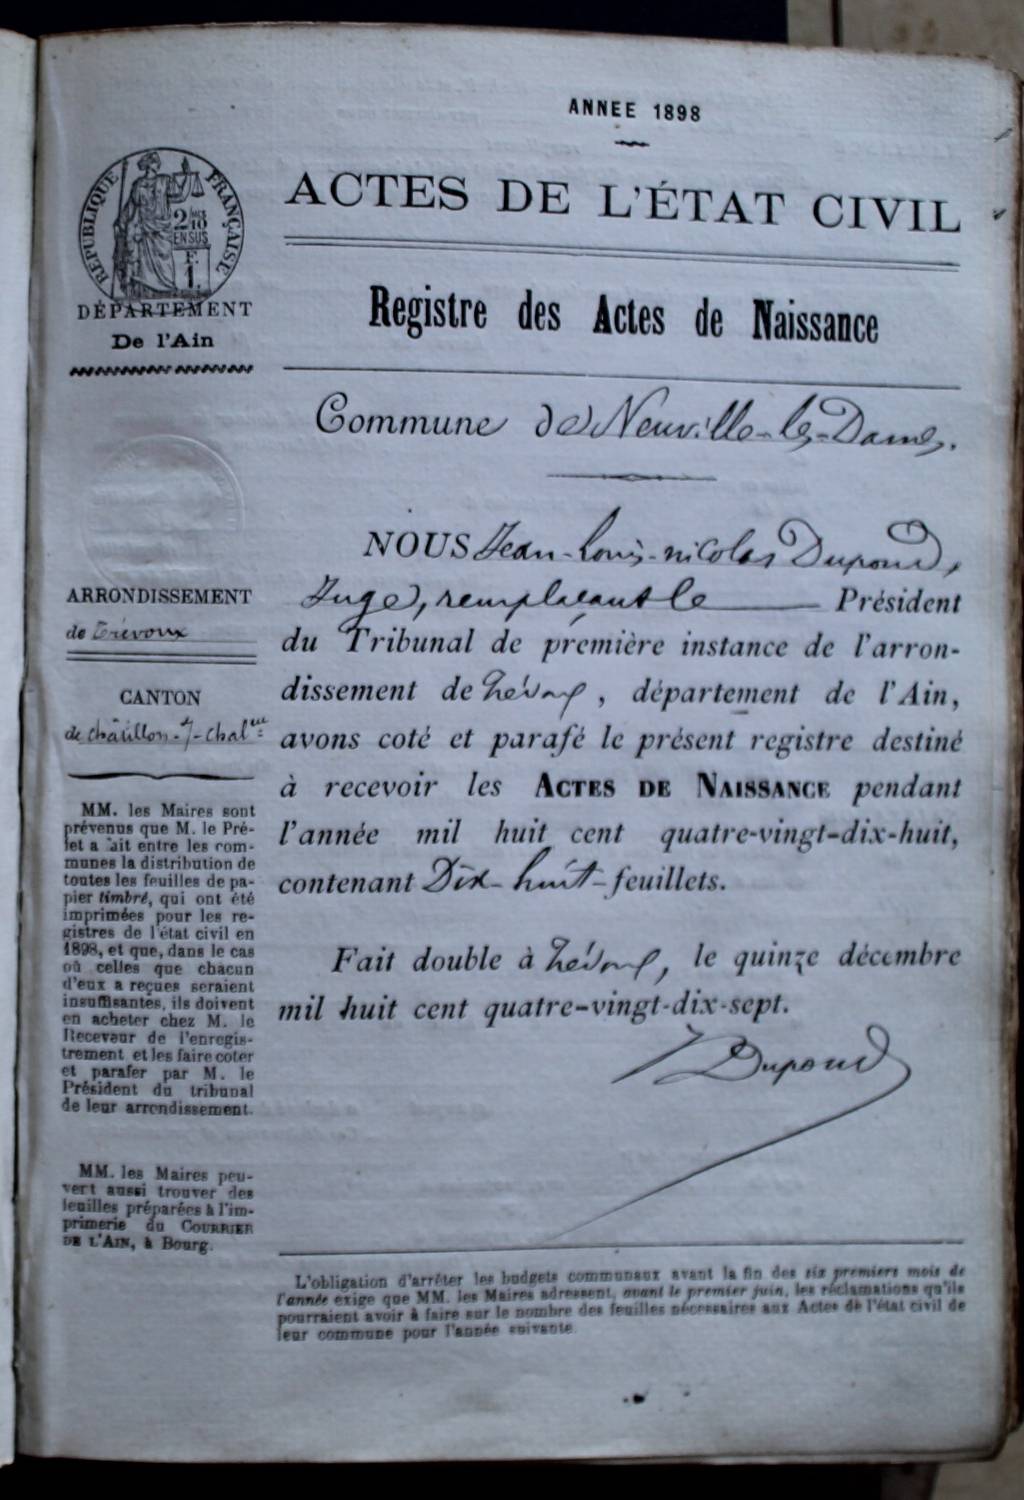 ANNEE 1898
ACTES DE L'ÉTAT CIVIL
RÉPUBLIQUE FRANÇAISE
2/10
EN SUS
F.
1.
DÉPARTEMENT
De l'Ain
Registre des Actes de Naissance
Commune de Neuville-les-Dames.
NOUS Jean-Louis-Nicolas Dupond,
Juge, remplaçant le Président
du Tribunal de première instance de l'arron-
dissement de Trévoux, département de l'Ain,
avons coté et parafé le présent registre destiné
à recevoir les ACTES DE NAISSANCE pendant
l'année mil huit cent quatre-vingt-dix-huit,
contenant Dix-huit-feuillets.
Fait double à Trévoux, le quinze décembre
mil huit cent quatre-vingt-dix-sept.
Dupond
ARRONDISSEMENT
de Trévoux
CANTON
de Châtillon-s-Chal.
MM. les Maires sont
prévenus que M. le Pré-
fet a fait entre les com-
munes la distribution de
toutes les feuilles de pa-
pier timbré, qui ont été
imprimées pour les re-
gistres de l'état civil en
1898, et que, dans le cas
où celles que chacun
d'eux a reçues seraient
insuffisantes, ils doivent
en acheter chez M. le
Receveur de l'enregis-
trement et les faire coter
et parafer par M. le
Président du tribunal
de leur arrondissement.
MM. les Maires peu-
vert aussi trouver des
feuilles préparées à l'im-
primerie du COURRIER
DE L'AIN, à Bourg.
L'obligation d'arrêter les budgets communaux avant la fin des six premiers mois de
l'année exige que MM. les Maires adressent, avant le premier juin, les réclamations qu'ils
pourraient avoir à faire sur le nombre des feuilles nécessaires aux Actes de l'état civil de
leur commune pour l'année suivante.